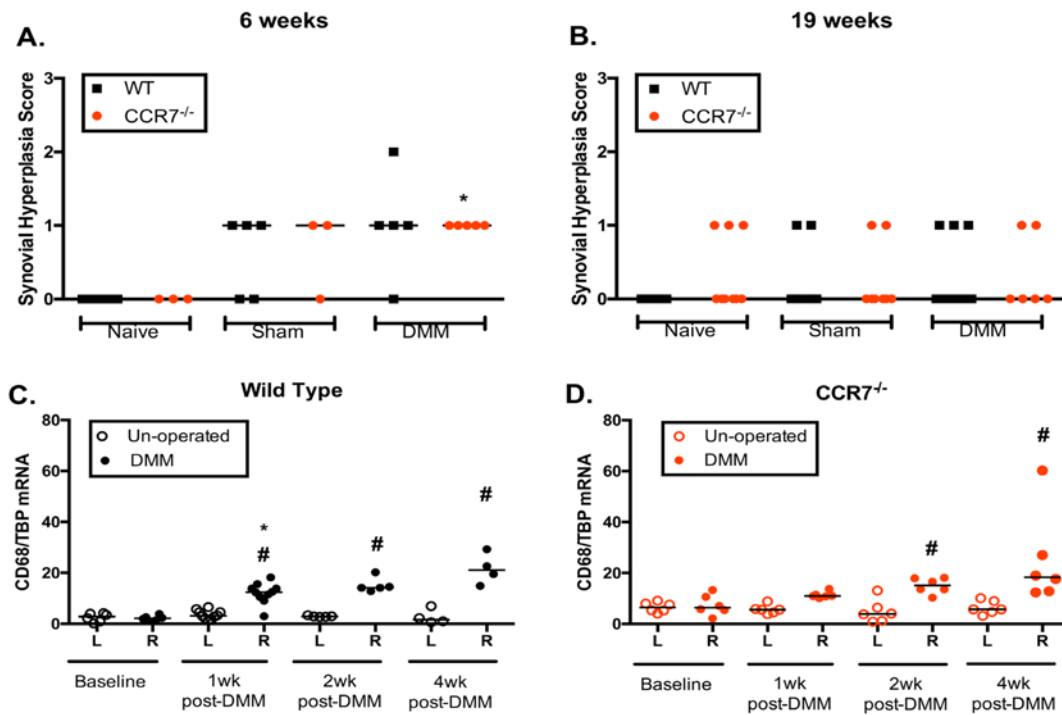 6 weeks
19 weeks
A.
B.
Synovial Hyperplasia Score
3
2
1
0
WT
CCR7-/-
*
Naive
Sham
DMM
Synovial Hyperplasia Score
3
2
1
0
WT
CCR7-/-
Naive
Sham
DMM
C.
Wild Type
D.
CCR7-/-
CD68/TBP mRNA
80
60
40
20
0
Un-operated
DMM
*
#
#
#
L R L R L R L R
Baseline
1wk
post-DMM
2wk
post-DMM
4wk
post-DMM
CD68/TBP mRNA
80
60
40
20
0
Un-operated
DMM
#
#
L R L R L R L R
Baseline
1wk
post-DMM
2wk
post-DMM
4wk
post-DMM